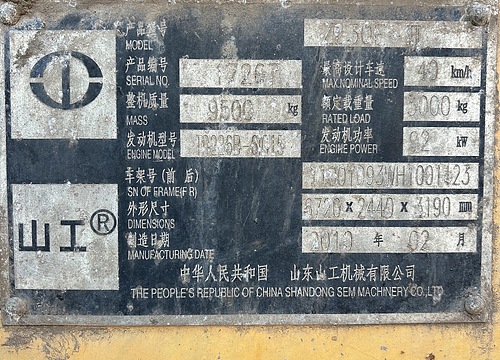 产品型号
MODEL
产品编号
SERIAL NO.
最高设计车速 km/h
MAX.NOMINAL SPEED
整机质量 9500 kg
MASS
额定载重量 3000 kg
RATED LOAD
发动机型号
ENGINE MODEL
发动机功率 92 kW
ENGINE POWER
车架号(前 后)
SN OF FRAME(F R)
外形尺寸 × 2440 × 3190 mm
DIMENSIONS
制造日期 2010 年 02 月
MANUFACTURING DATE
山工®
中华人民共和国 山东山工机械有限公司
THE PEOPLE'S REPUBLIC OF CHINA SHANDONG SEM MACHINERY CO.,LTD